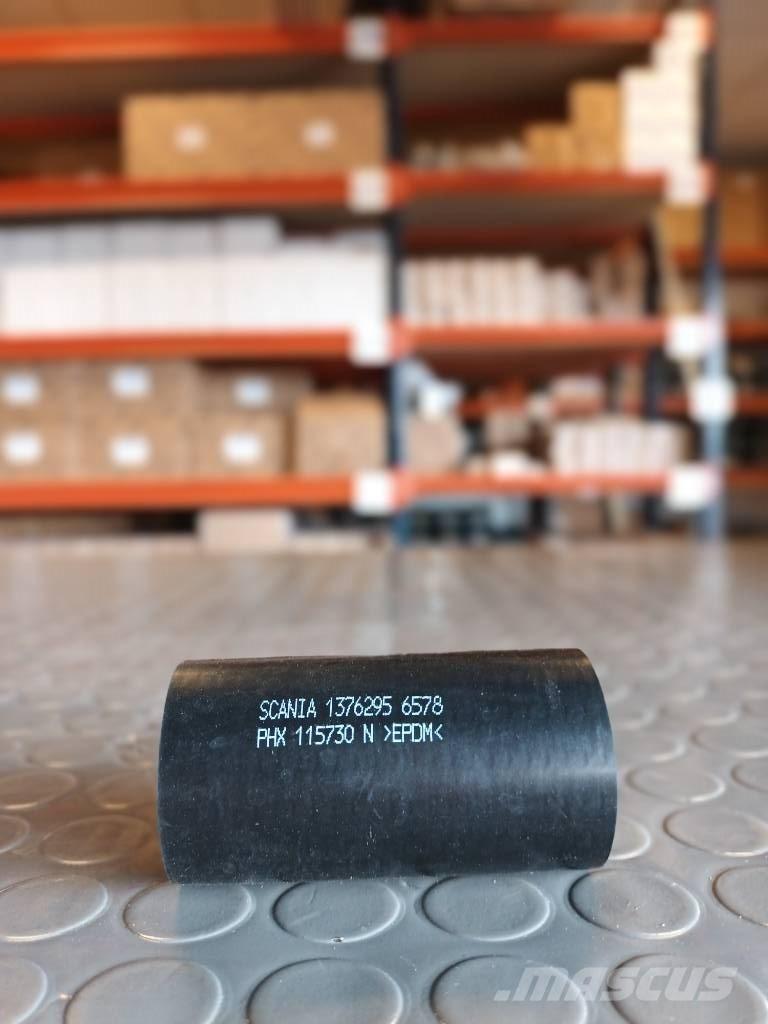 SCANIA 1376295 6578
PHX 115730 N >EPDM<
MASCUS